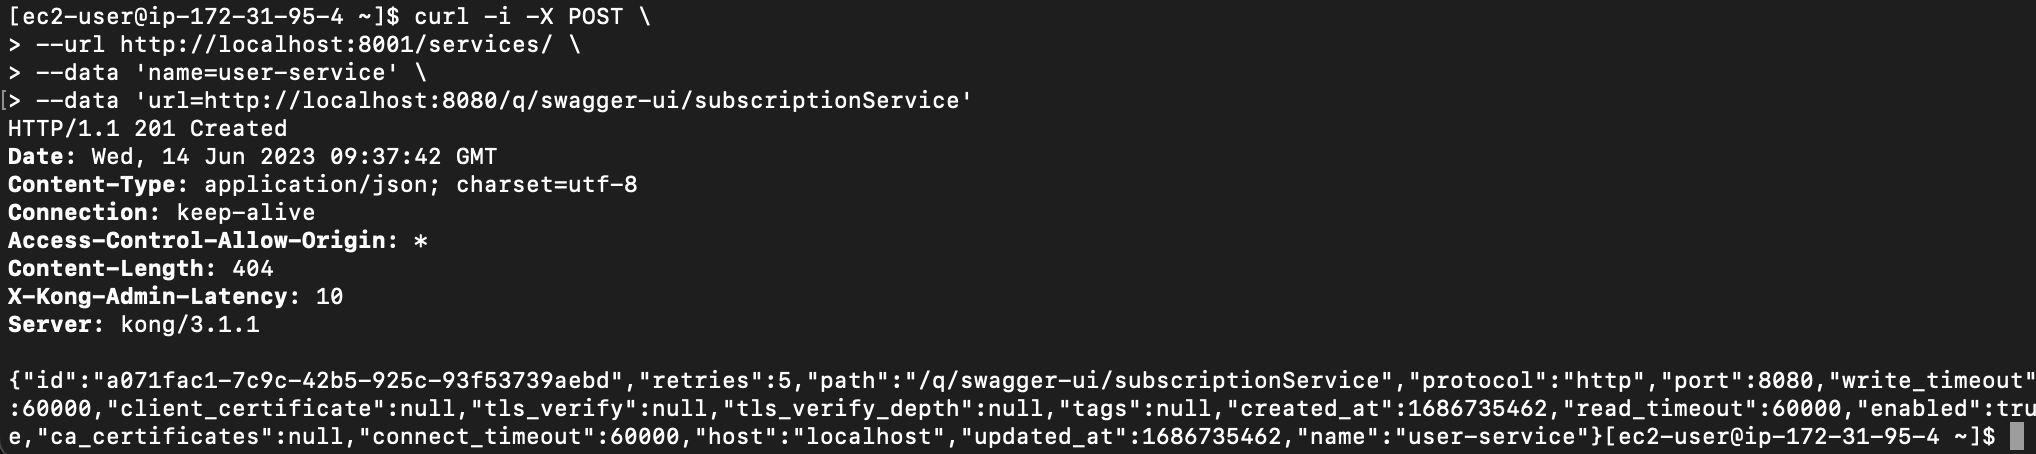 [ec2-user@ip-172-31-95-4 ~]$ curl -i -X POST \
> --url http://localhost:8001/services/ \
> --data 'name=user-service' \
[> --data 'url=http://localhost:8080/q/swagger-ui/subscriptionService'
HTTP/1.1 201 Created
Date: Wed, 14 Jun 2023 09:37:42 GMT
Content-Type: application/json; charset=utf-8
Connection: keep-alive
Access-Control-Allow-Origin: *
Content-Length: 404
X-Kong-Admin-Latency: 10
Server: kong/3.1.1

{"id":"a071fac1-7c9c-42b5-925c-93f53739aebd","retries":5,"path":"/q/swagger-ui/subscriptionService","protocol":"http","port":8080,"write_timeout"
:60000,"client_certificate":null,"tls_verify":null,"tls_verify_depth":null,"tags":null,"created_at":1686735462,"read_timeout":60000,"enabled":tru
e,"ca_certificates":null,"connect_timeout":60000,"host":"localhost","updated_at":1686735462,"name":"user-service"}[ec2-user@ip-172-31-95-4 ~]$